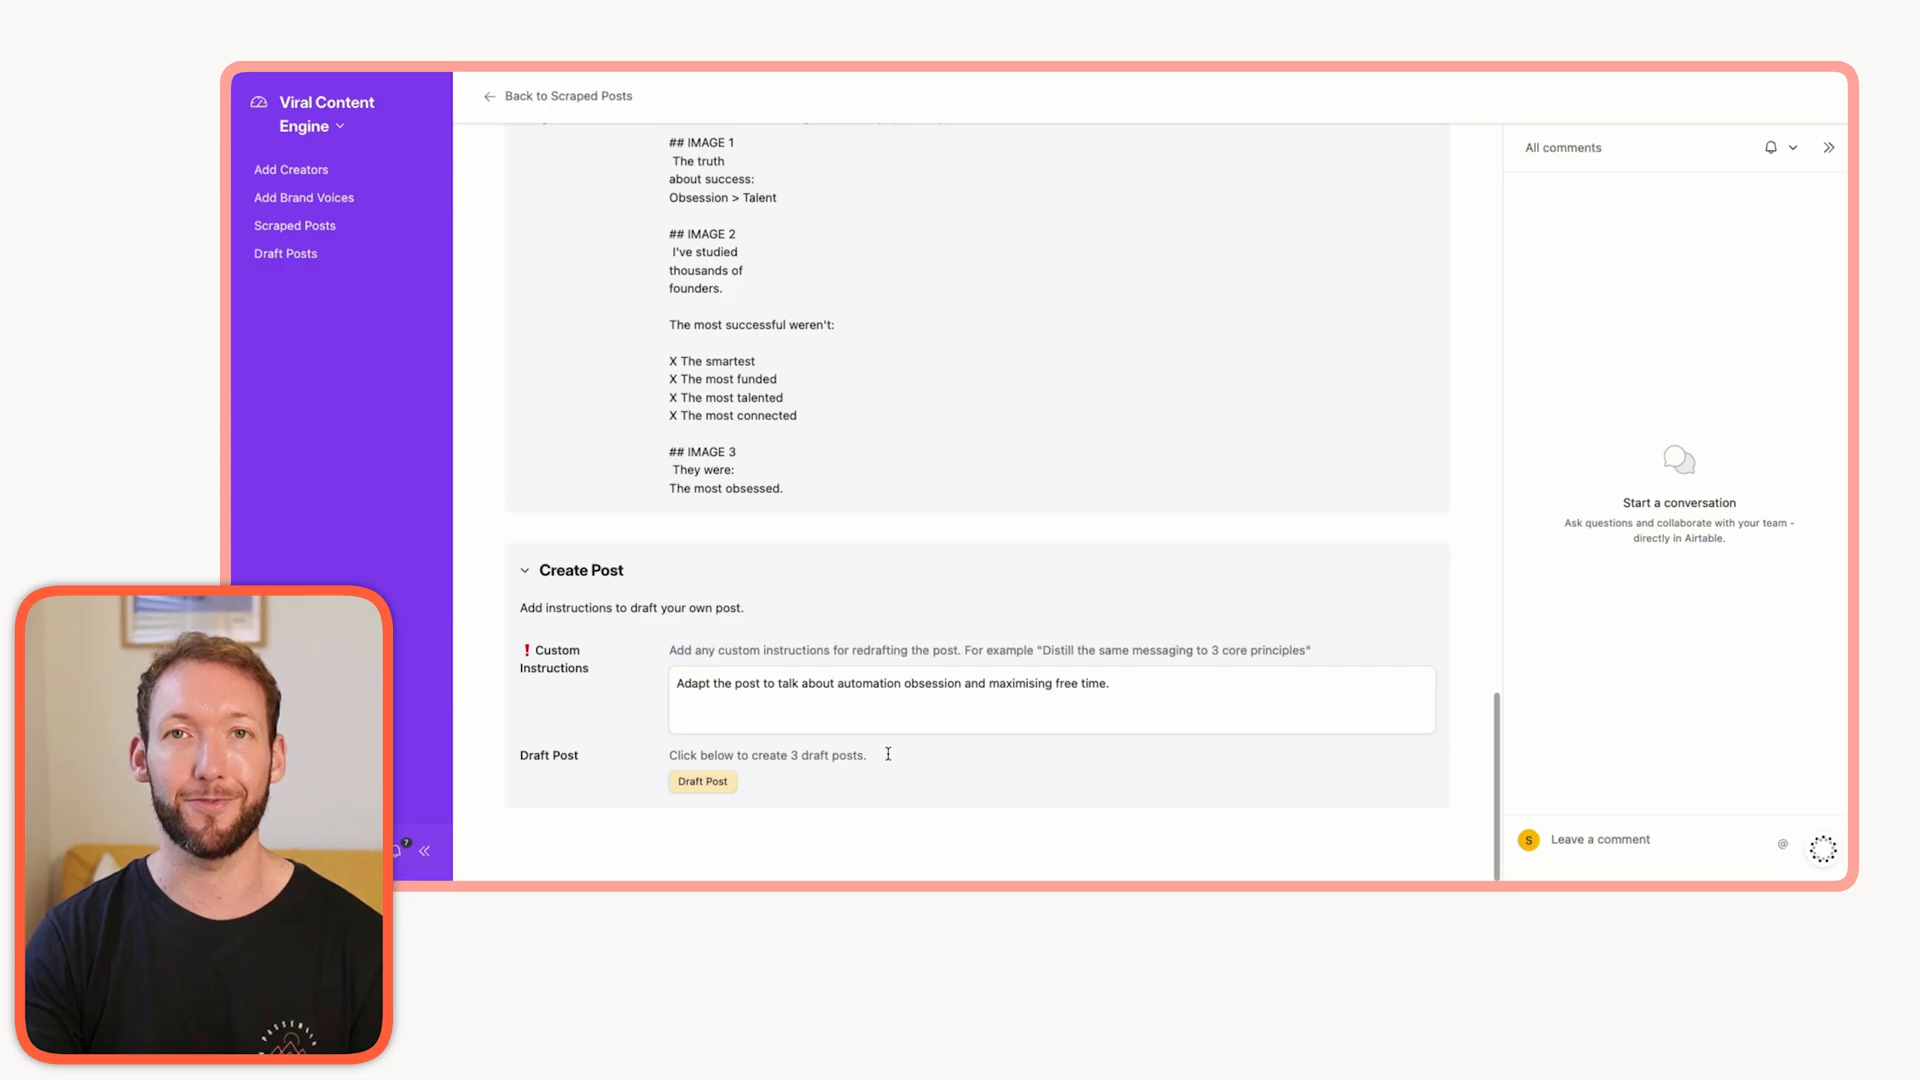 Viral Content
Engine
Add Creators
Add Brand Voices
Scraped Posts
Draft Posts
7
Back to Scraped Posts
## IMAGE 1
The truth
about success:
Obsession > Talent
## IMAGE 2
I've studied
thousands of
founders.
The most successful weren't:
X The smartest
X The most funded
X The most talented
X The most connected
## IMAGE 3
They were:
The most obsessed.
Create Post
Add instructions to draft your own post.
❗ Custom
Instructions
Add any custom instructions for redrafting the post. For example "Distill the same messaging to 3 core principles"
Adapt the post to talk about automation obsession and maximising free time.
Draft Post
Click below to create 3 draft posts.
Draft Post
All comments
Start a conversation
Ask questions and collaborate with your team -
directly in Airtable.
S
Leave a comment
@